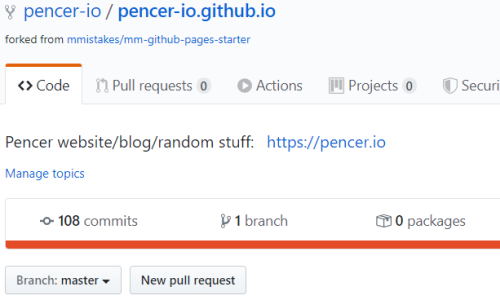 pencer-io / pencer-io.github.io
forked from mmistakes/mm-github-pages-starter
Code Pull requests 0 Actions Projects 0 Securi
Pencer website/blog/random stuff: https://pencer.io
Manage topics
108 commits 1 branch 0 packages
Branch: master New pull request